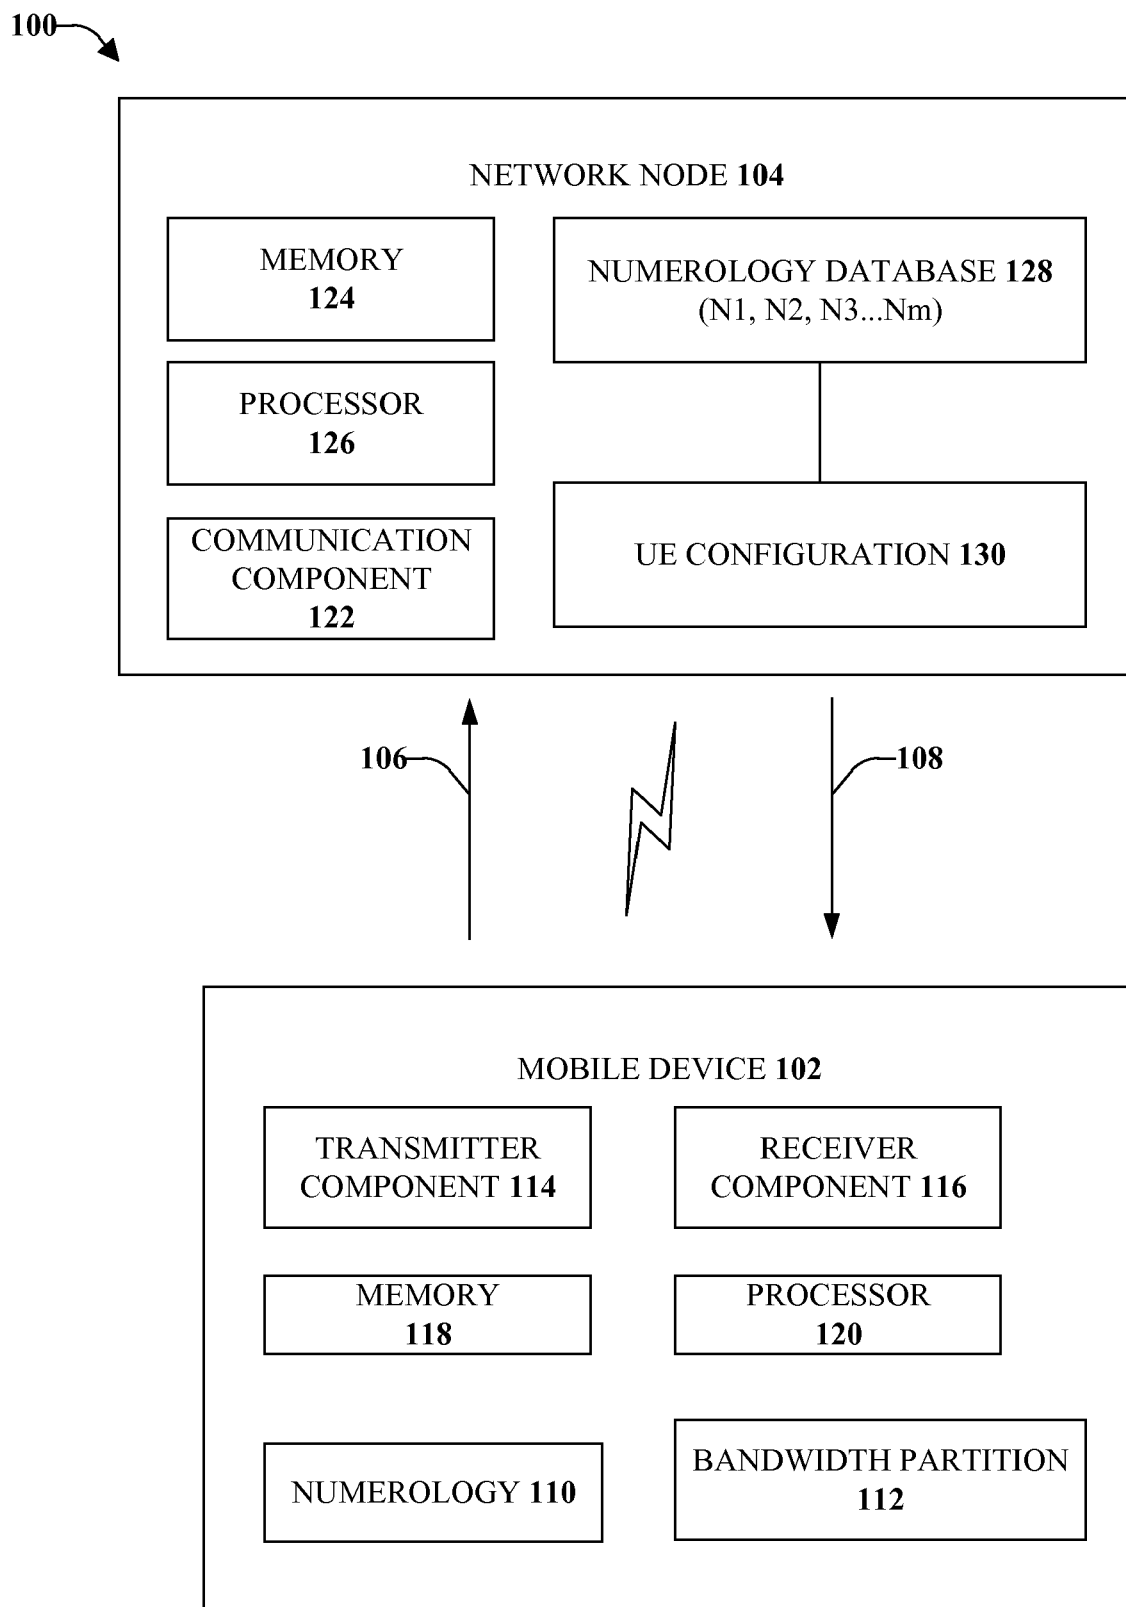 100
NETWORK NODE 104
MEMORY
124
NUMEROLOGY DATABASE 128
(N1, N2, N3...Nm)
PROCESSOR
126
COMMUNICATION
COMPONENT
122
UE CONFIGURATION 130
106
108
MOBILE DEVICE 102
TRANSMITTER
COMPONENT 114
RECEIVER
COMPONENT 116
MEMORY
118
PROCESSOR
120
NUMEROLOGY 110
BANDWIDTH PARTITION
112